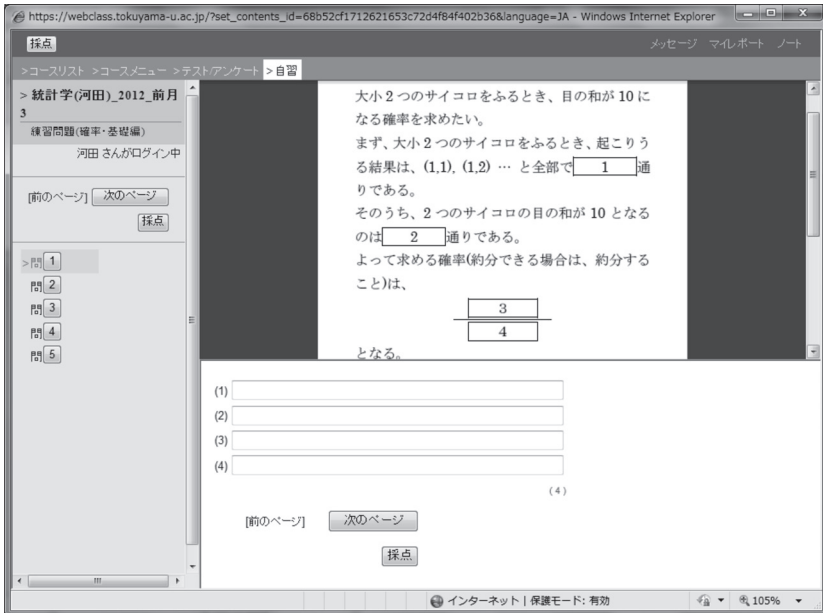 https://webclass.tokuyama-u.ac.jp/?set_contents_id=68b52cf1712621653c72d4f84f402b36&language=JA - Windows Internet Explorer
採点
メッセージ マイレポート ノート
>コースリスト >コースメニュー >テスト/アンケート >自習
> 統計学(河田)_2012_前月
3
練習問題(確率・基礎編)
河田 さんがログイン中
[前のページ] 次のページ
採点
>問 1
問 2
問 3
問 4
問 5
大小 2 つのサイコロをふるとき、目の和が 10 に
なる確率を求めたい。
まず、大小 2 つのサイコロをふるとき、起こりう
る結果は、(1,1), (1,2) … と全部で 1 通
りである。
そのうち、2 つのサイコロの目の和が 10 となる
のは 2 通りである。
よって求める確率(約分できる場合は、約分する
こと)は、
3
4
となる。
(1)
(2)
(3)
(4)
(4)
[前のページ] 次のページ
採点
インターネット | 保護モード: 有効
105%